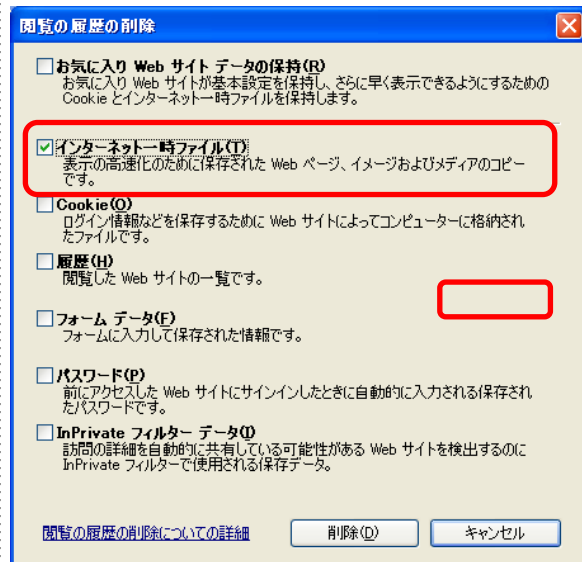 閲覧の履歴の削除
お気に入り Web サイト データの保持(R)
お気に入り Web サイトが基本設定を保持し、さらに早く表示できるようにするための
Cookie とインターネット一時ファイルを保持します。
インターネット一時ファイル(T)
表示の高速化のために保存された Web ページ、イメージおよびメディアのコピー
です。
Cookie(O)
ログイン情報などを保存するために Web サイトによってコンピューターに格納され
たファイルです。
履歴(H)
閲覧した Web サイトの一覧です。
フォーム データ(F)
フォームに入力して保存された情報です。
パスワード(P)
前にアクセスした Web サイトにサインインしたときに自動的に入力される保存され
たパスワードです。
InPrivate フィルター データ(I)
訪問の詳細を自動的に共有している可能性がある Web サイトを検出するのに
InPrivate フィルターで使用される保存データ。
閲覧の履歴の削除についての詳細 削除(D) キャンセル